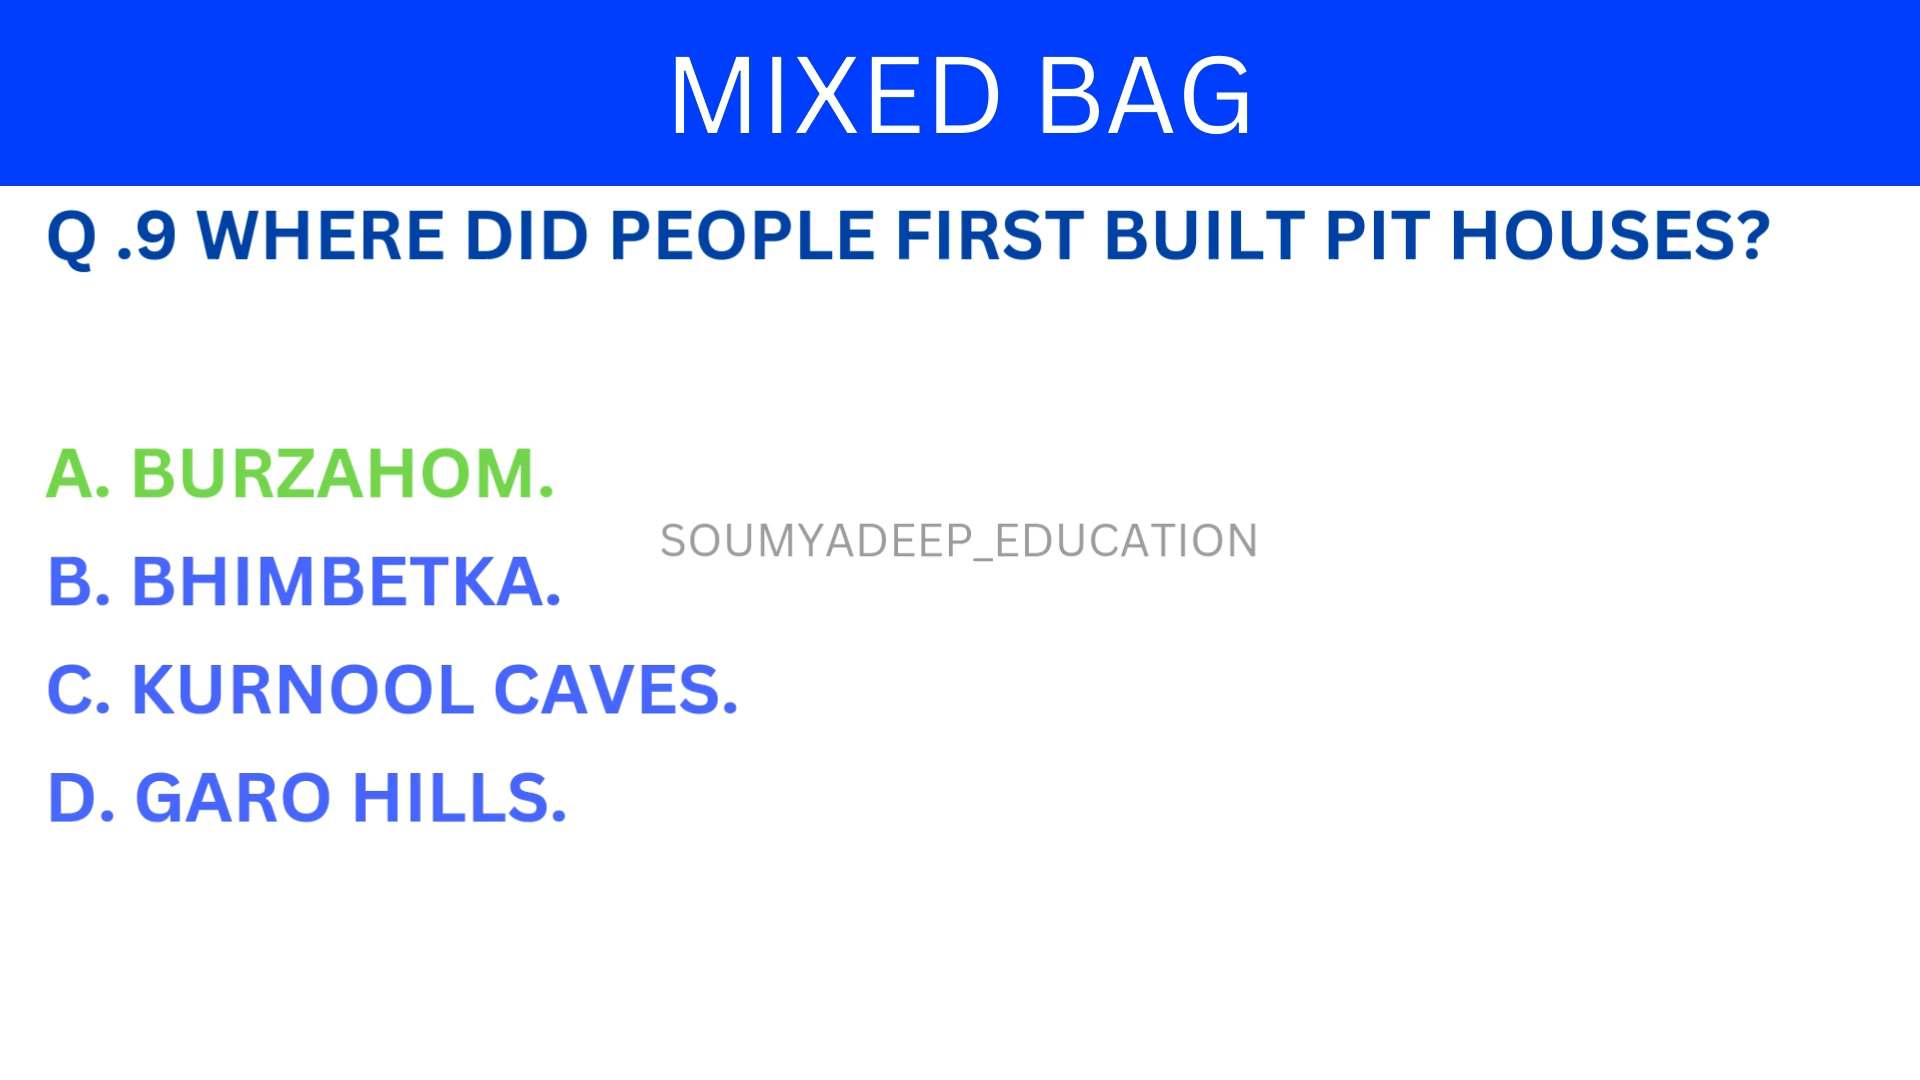 MIXED BAG
Q .9 WHERE DID PEOPLE FIRST BUILT PIT HOUSES?
A. BURZAHOM.
SOUMYADEEP_EDUCATION
B. BHIMBETKA.
C. KURNOOL CAVES.
D. GARO HILLS.